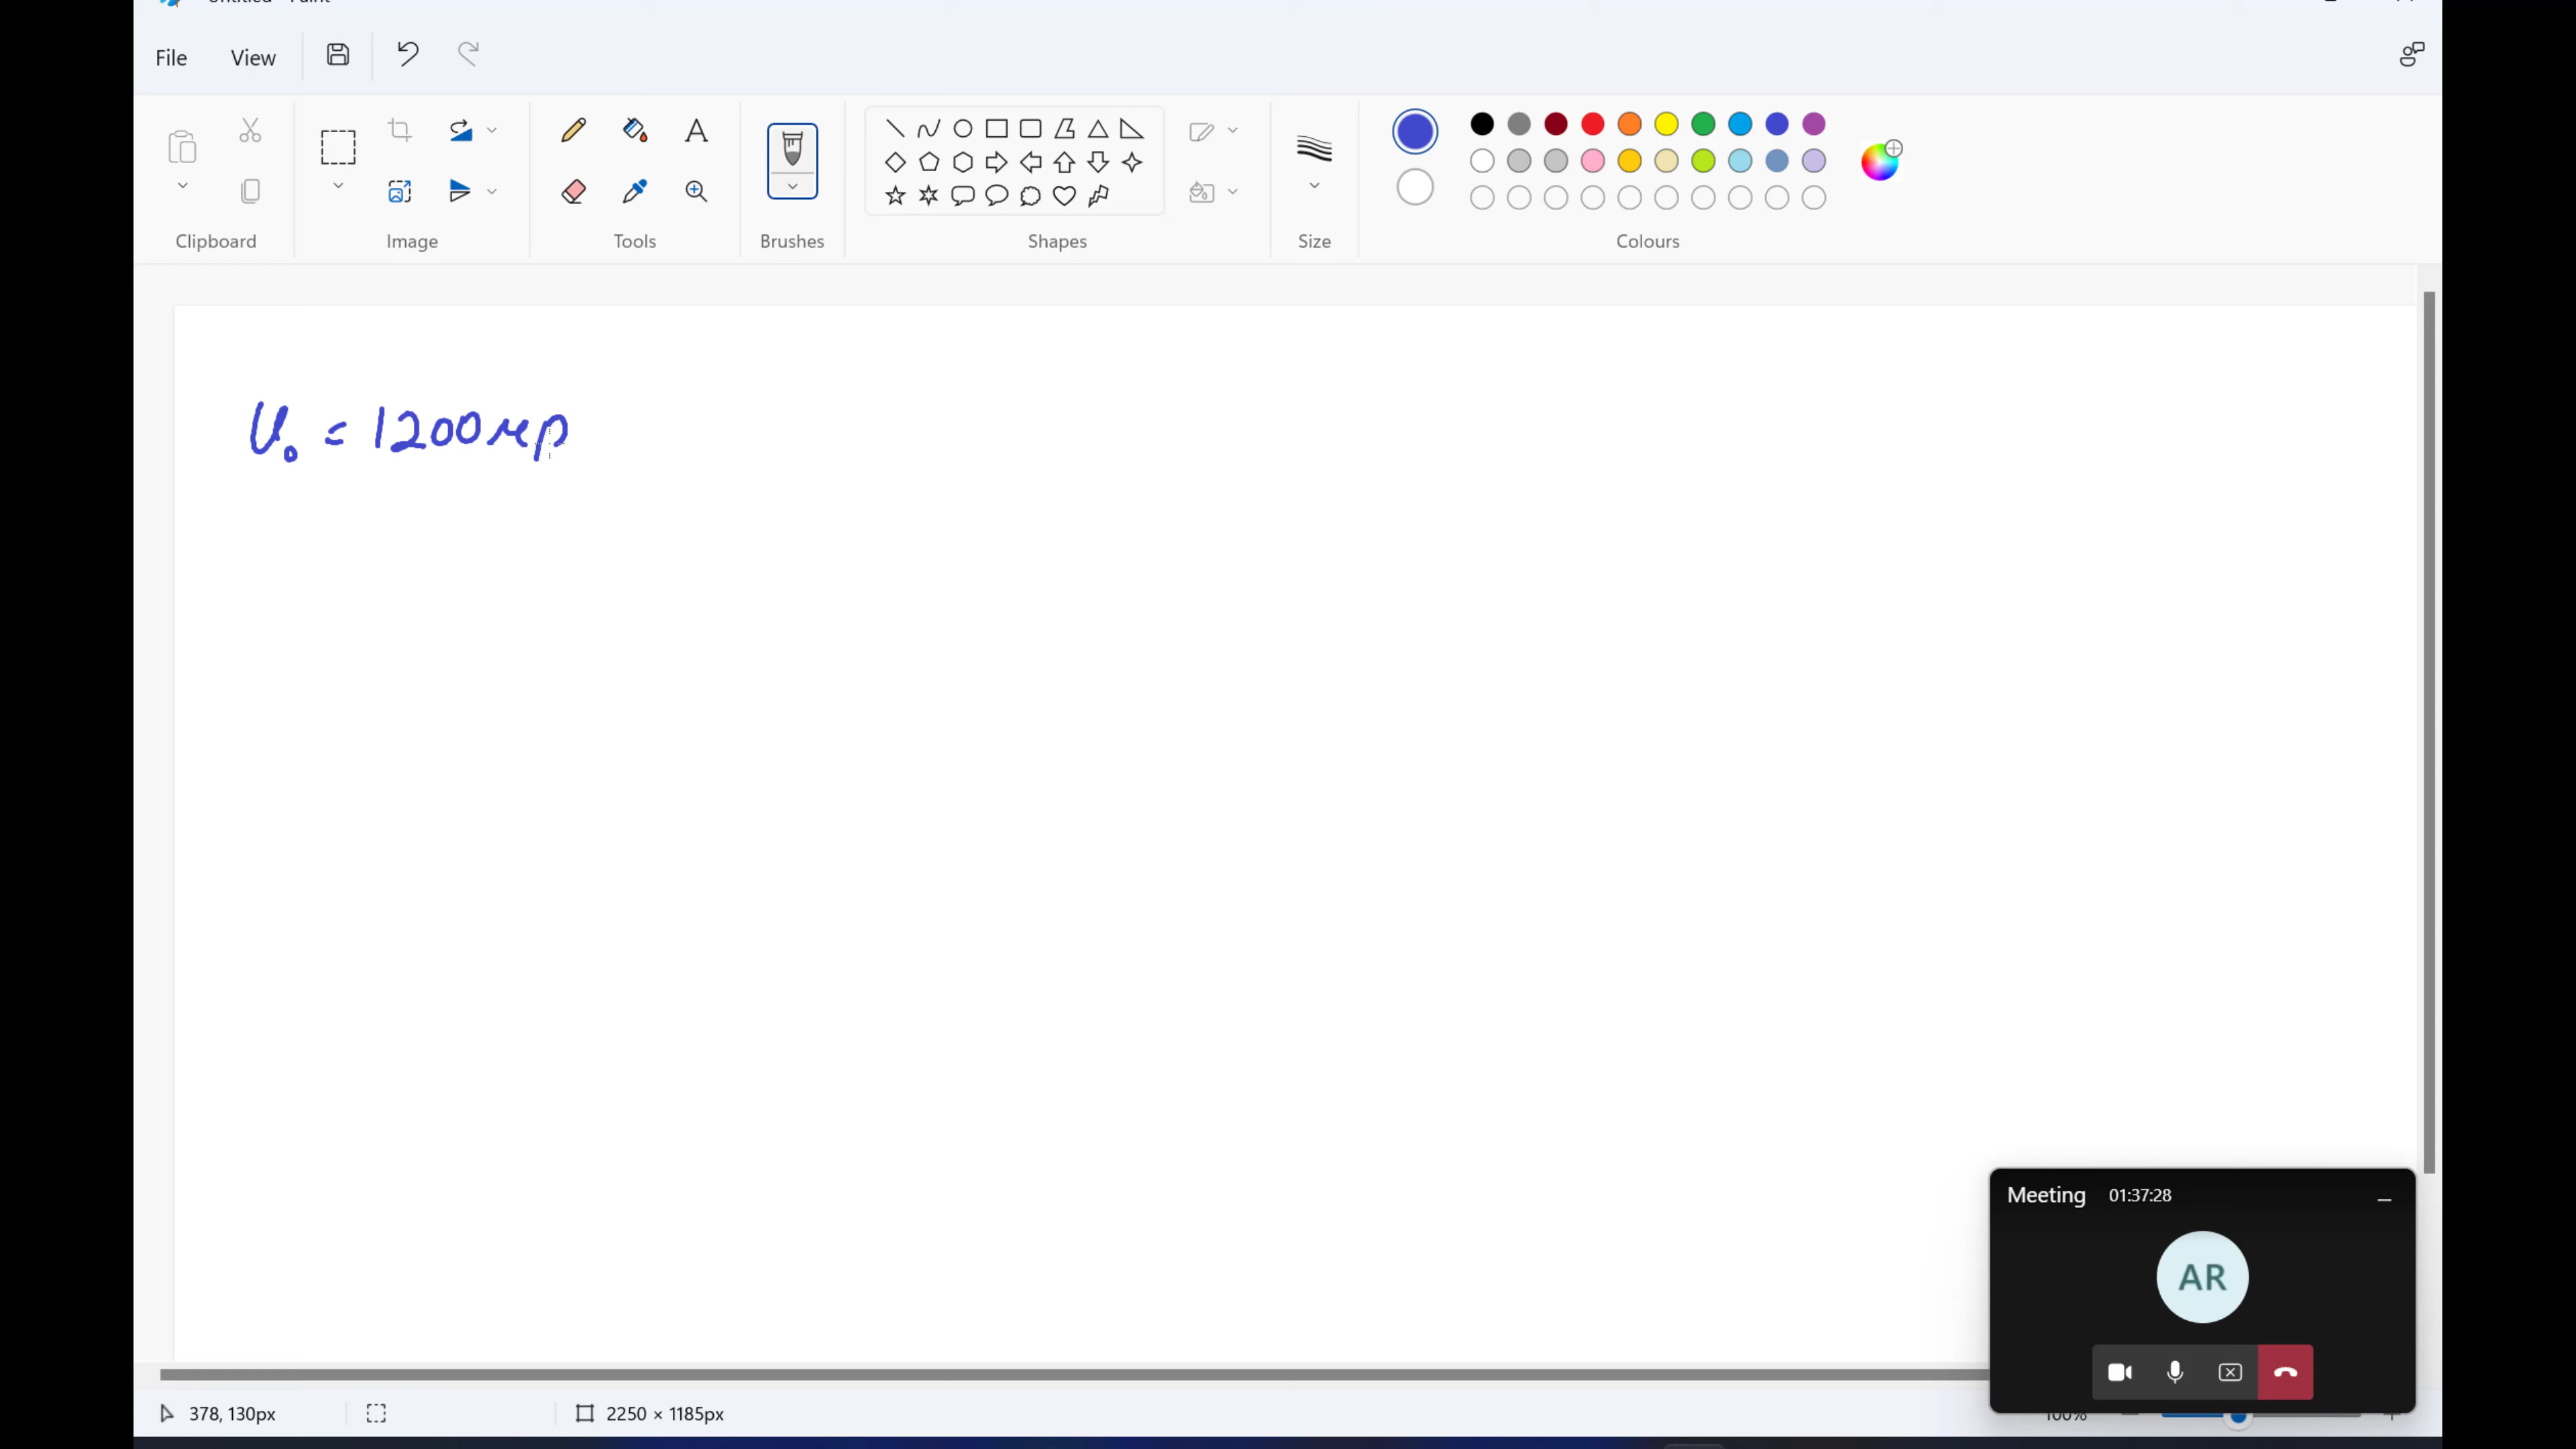 File View
Clipboard Image Tools Brushes Shapes Size Colours
U₀ = 1200 мр
Meeting 01:37:28
AR
378, 130px 2250 × 1185px 100%